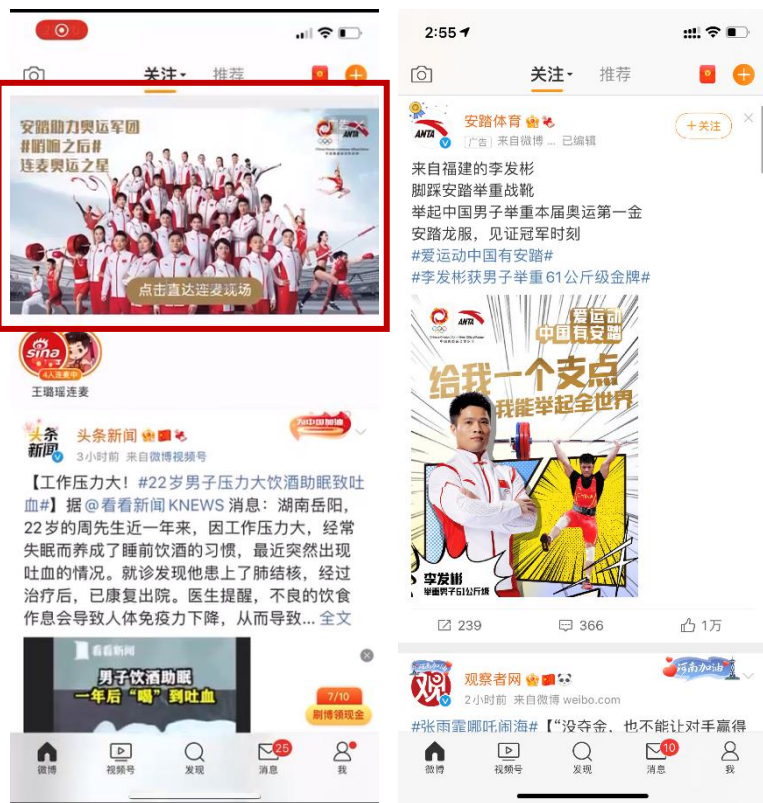 关注
推荐
安踏助力奥运军团
#哨响之后#
连麦奥运之星
ANTA
点击直达连麦现场
sina
4人连麦中
王璐瑶连麦
头条
新闻
头条新闻
为中国加油
3小时前 来自微博视频号
【工作压力大！#22岁男子压力大饮酒助眠致吐
血#】据 @看看新闻KNEWS 消息：湖南岳阳，
22岁的周先生近一年来，因工作压力大，经常
失眠而养成了睡前饮酒的习惯，最近突然出现
吐血的情况。就诊发现他患上了肺结核，经过
治疗后，已康复出院。医生提醒，不良的饮食
作息会导致人体免疫力下降，从而导致... 全文
看看新闻
男子饮酒助眠
一年后“喝”到吐血
7/10
刷博领现金
微博
视频号
发现
25
消息
我
2:55
关注
推荐
ANTA
安踏体育
广告 来自微博 ... 已编辑
+关注
来自福建的李发彬
脚踩安踏举重战靴
举起中国男子举重本届奥运第一金
安踏龙服，见证冠军时刻
#爱运动中国有安踏#
#李发彬获男子举重61公斤级金牌#
ANTA
爱运动
中国有安踏
给我一个支点
我能举起全世界
李发彬
举重男子61公斤级
239
366
1万
观
观察者网
河南加油
2小时前 来自微博 weibo.com
#张雨霏哪吒闹海#【“没夺金，也不能让对手赢得
微博
视频号
发现
10
消息
我